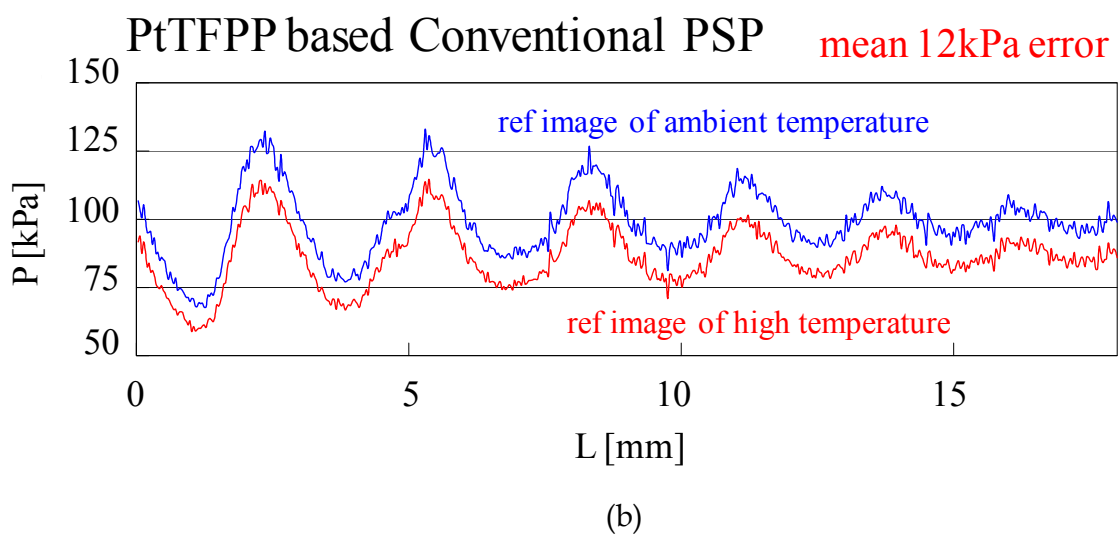 PtTFPP based Conventional PSP
mean 12kPa error
150
125
100
75
50
P [kPa]
ref image of ambient temperature
ref image of high temperature
0
5
10
15
L [mm]
(b)